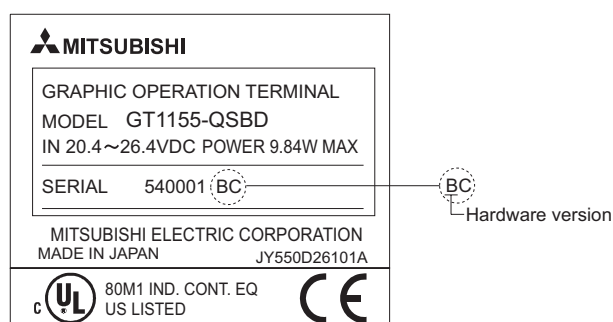 MITSUBISHI
GRAPHIC OPERATION TERMINAL
MODEL GT1155-QSBD
IN 20.4～26.4VDC POWER 9.84W MAX
SERIAL 540001 BC
BC
Hardware version
MITSUBISHI ELECTRIC CORPORATION
MADE IN JAPAN JY550D26101A
C UL 80M1 IND. CONT. EQ
US LISTED
CE